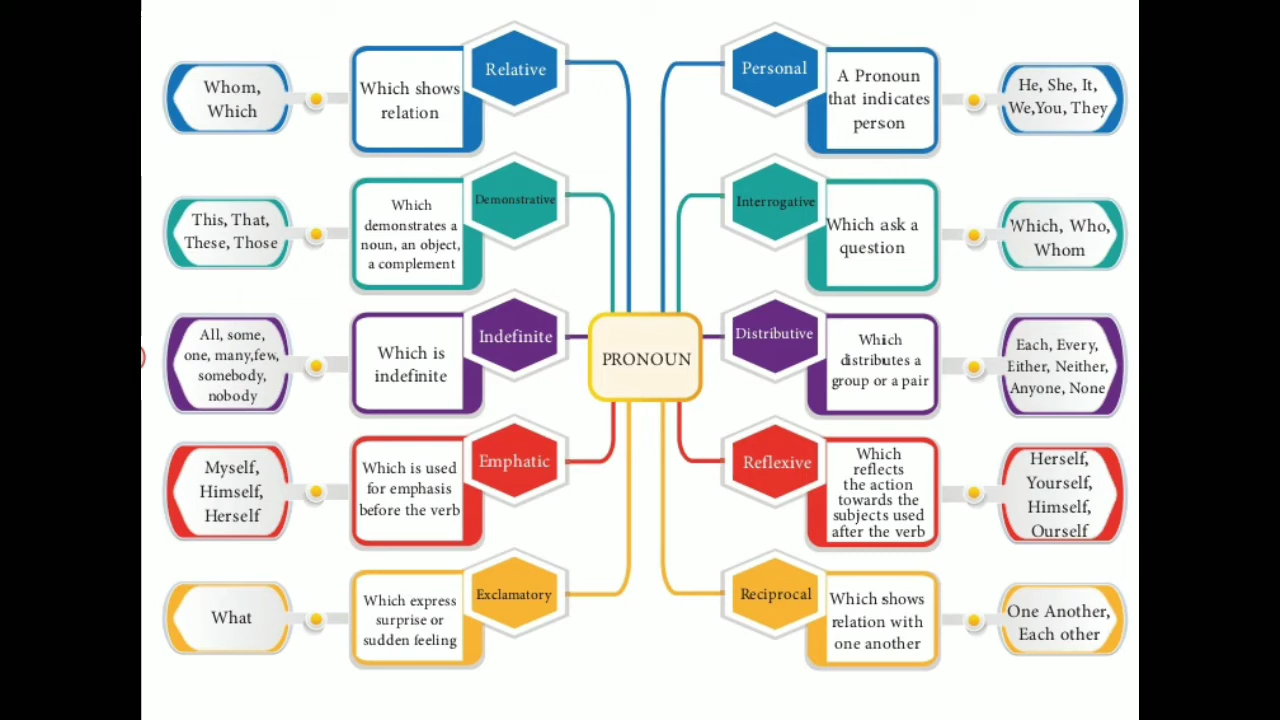 PRONOUN
Relative
Which shows
relation
Whom,
Which
Demonstrative
Which
demonstrates a
noun, an object,
a complement
This, That,
These, Those
Indefinite
Which is
indefinite
All, some,
one, many,few,
somebody,
nobody
Emphatic
Which is used
for emphasis
before the verb
Myself,
Himself,
Herself
Exclamatory
Which express
surprise or
sudden feeling
What
Personal
A Pronoun
that indicates
person
He, She, It,
We,You, They
Interrogative
Which ask a
question
Which, Who,
Whom
Distributive
Which
distributes a
group or a pair
Each, Every,
Either, Neither,
Anyone, None
Reflexive
Which
reflects
the action
towards the
subjects used
after the verb
Herself,
Yourself,
Himself,
Ourself
Reciprocal
Which shows
relation with
one another
One Another,
Each other